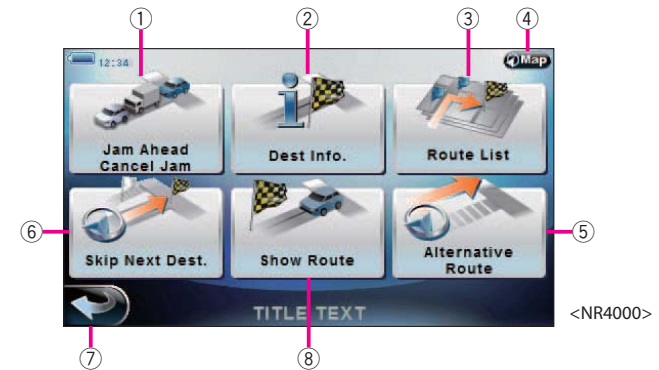 ① ② ③ ④
12:34 Map
Jam Ahead
Cancel Jam
Dest Info.
Route List
⑥ ⑤
Skip Next Dest.
Show Route
Alternative
Route
TITLE TEXT
<NR4000>
⑦ ⑧